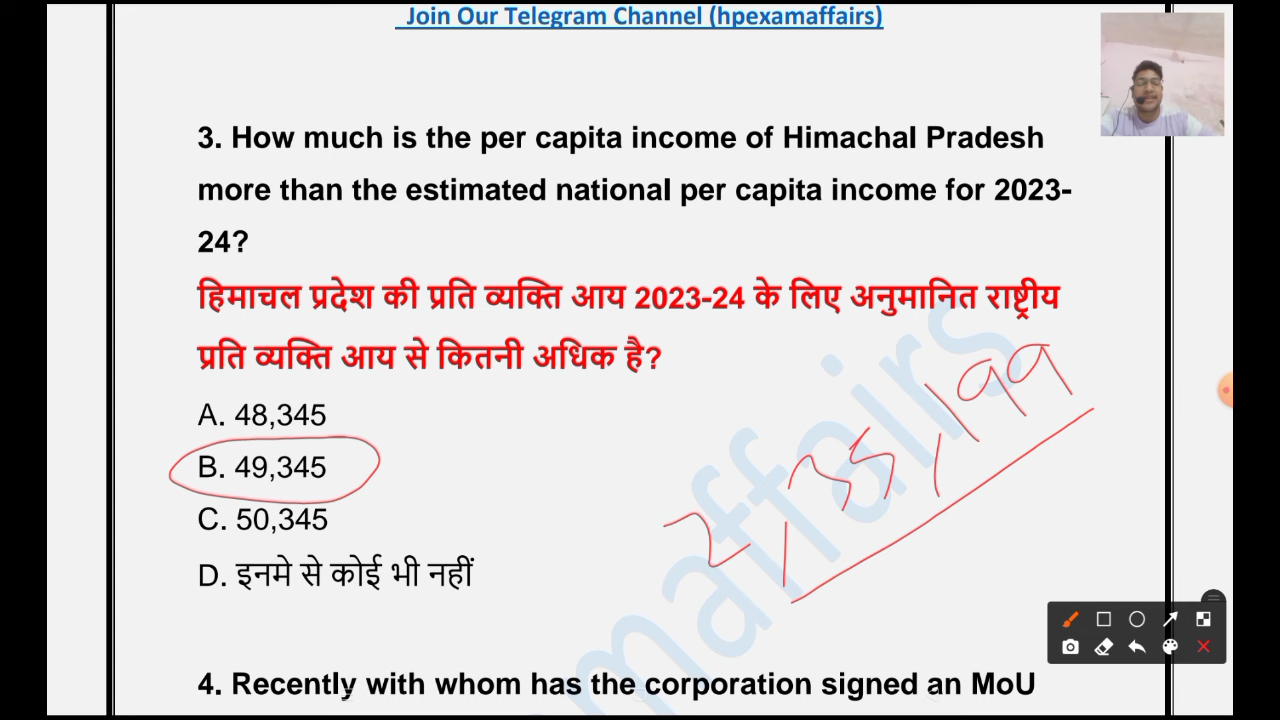 Join Our Telegram Channel (hpexamaffairs)
3. How much is the per capita income of Himachal Pradesh
more than the estimated national per capita income for 2023-
24?
हिमाचल प्रदेश की प्रति व्यक्ति आय 2023-24 के लिए अनुमानित राष्ट्रीय
प्रति व्यक्ति आय से कितनी अधिक है?
A. 48,345
B. 49,345
C. 50,345
D. इनमे से कोई भी नहीं
2,35,199
maffairs
4. Recently with whom has the corporation signed an MoU